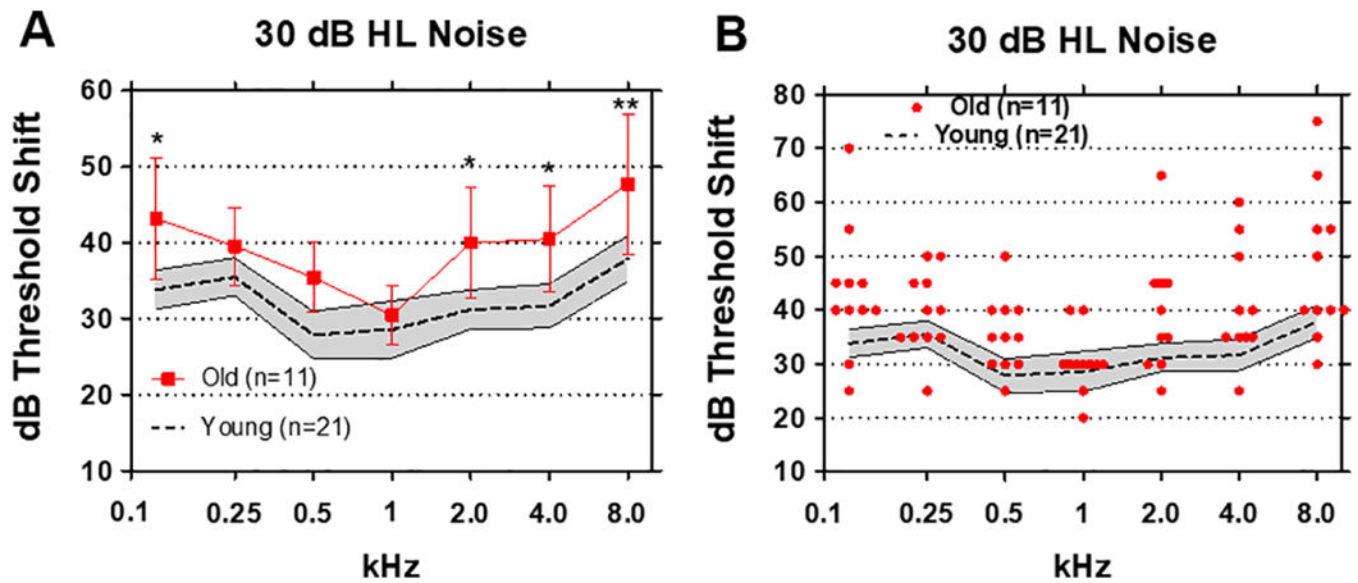 A
30 dB HL Noise
dB Threshold Shift
60
50
40
30
20
10
*
*
*
**
Old (n=11)
Young (n=21)
0.1 0.25 0.5 1 2.0 4.0 8.0
kHz
B
30 dB HL Noise
dB Threshold Shift
80
70
60
50
40
30
20
10
Old (n=11)
Young (n=21)
0.1 0.25 0.5 1 2.0 4.0 8.0
kHz